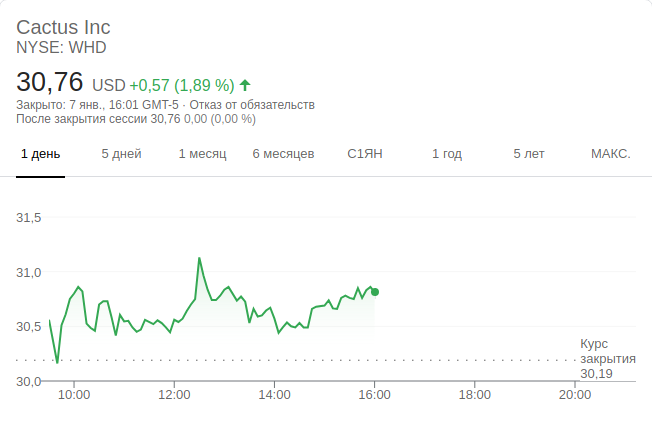 Cactus Inc
NYSE: WHD
30,76 USD +0,57 (1,89 %)
Закрыто: 7 янв., 16:01 GMT-5 · Отказ от обязательств
После закрытия сессии 30,76 0,00 (0,00 %)
1 день 5 дней 1 месяц 6 месяцев С1ЯН 1 год 5 лет МАКС.
31,5
31,0
30,5
Курс
закрытия
30,19
30,0
10:00 12:00 14:00 16:00 18:00 20:00